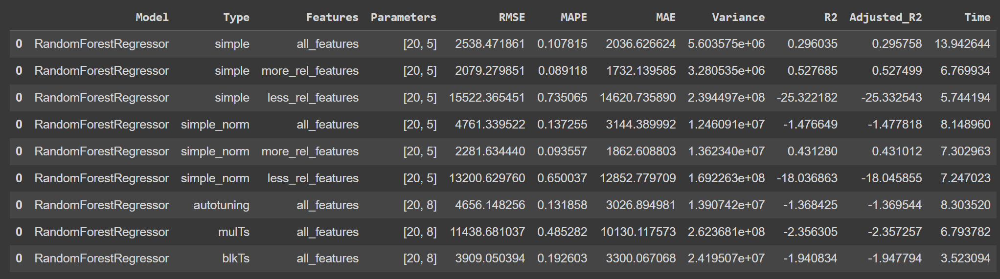 Model Type Features Parameters RMSE MAPE MAE Variance R2 Adjusted_R2 Time
0 RandomForestRegressor simple all_features [20, 5] 2538.471861 0.107815 2036.626624 5.603575e+06 0.296035 0.295758 13.942644
0 RandomForestRegressor simple more_rel_features [20, 5] 2079.279851 0.089118 1732.139585 3.280535e+06 0.527685 0.527499 6.769934
0 RandomForestRegressor simple less_rel_features [20, 5] 15522.365451 0.735065 14620.735890 2.394497e+08 -25.322182 -25.332543 5.744194
0 RandomForestRegressor simple_norm all_features [20, 5] 4761.339522 0.137255 3144.389992 1.246091e+07 -1.476649 -1.477818 8.148960
0 RandomForestRegressor simple_norm more_rel_features [20, 5] 2281.634440 0.093557 1862.608803 1.362340e+07 0.431280 0.431012 7.302963
0 RandomForestRegressor simple_norm less_rel_features [20, 5] 13200.629760 0.650037 12852.779709 1.692263e+08 -18.036863 -18.045855 7.247023
0 RandomForestRegressor autotuning all_features [20, 8] 4656.148256 0.131858 3026.894981 1.390742e+07 -1.368425 -1.369544 8.303520
0 RandomForestRegressor mulTs all_features [20, 8] 11438.681037 0.485282 10130.117573 2.623681e+08 -2.356305 -2.357257 6.793782
0 RandomForestRegressor blkTs all_features [20, 8] 3909.050394 0.192603 3300.067068 2.419507e+07 -1.940834 -1.947794 3.523094